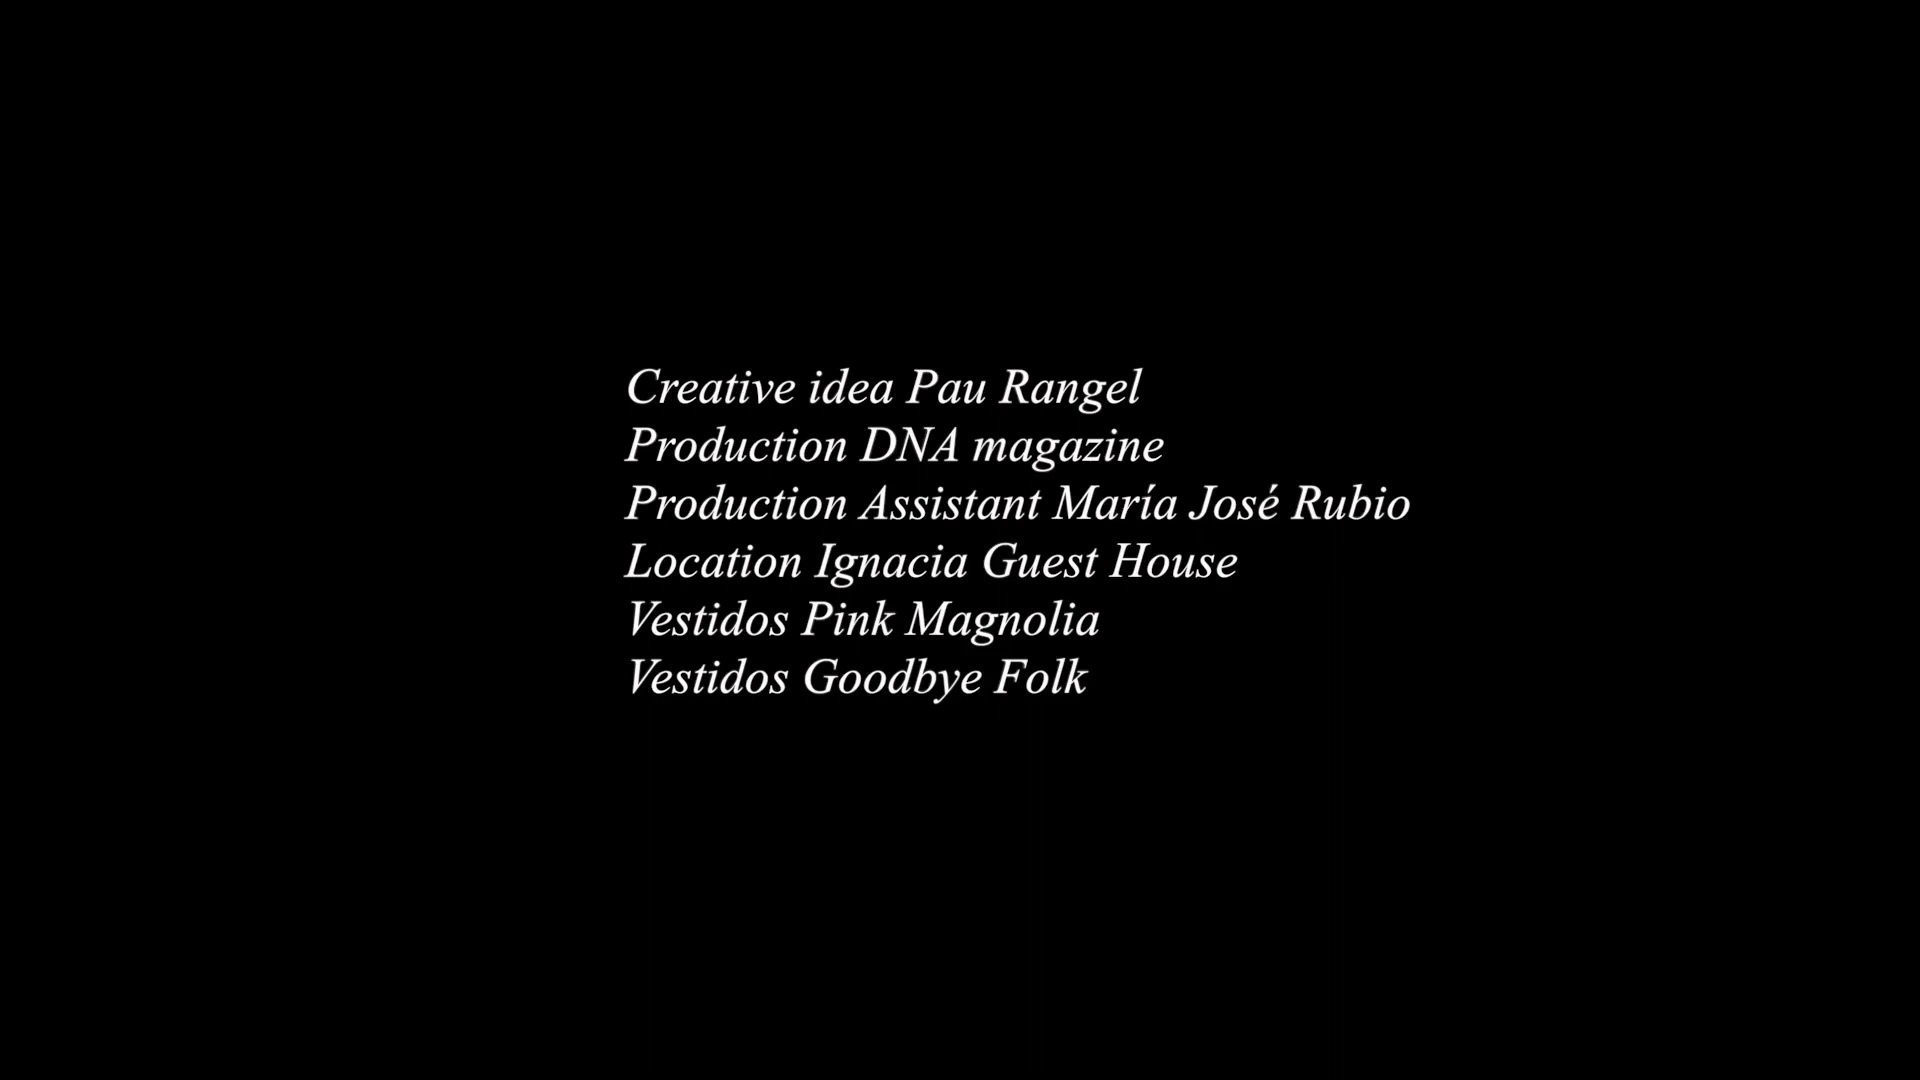 Creative idea Pau Rangel
Production DNA magazine
Production Assistant María José Rubio
Location Ignacia Guest House
Vestidos Pink Magnolia
Vestidos Goodbye Folk